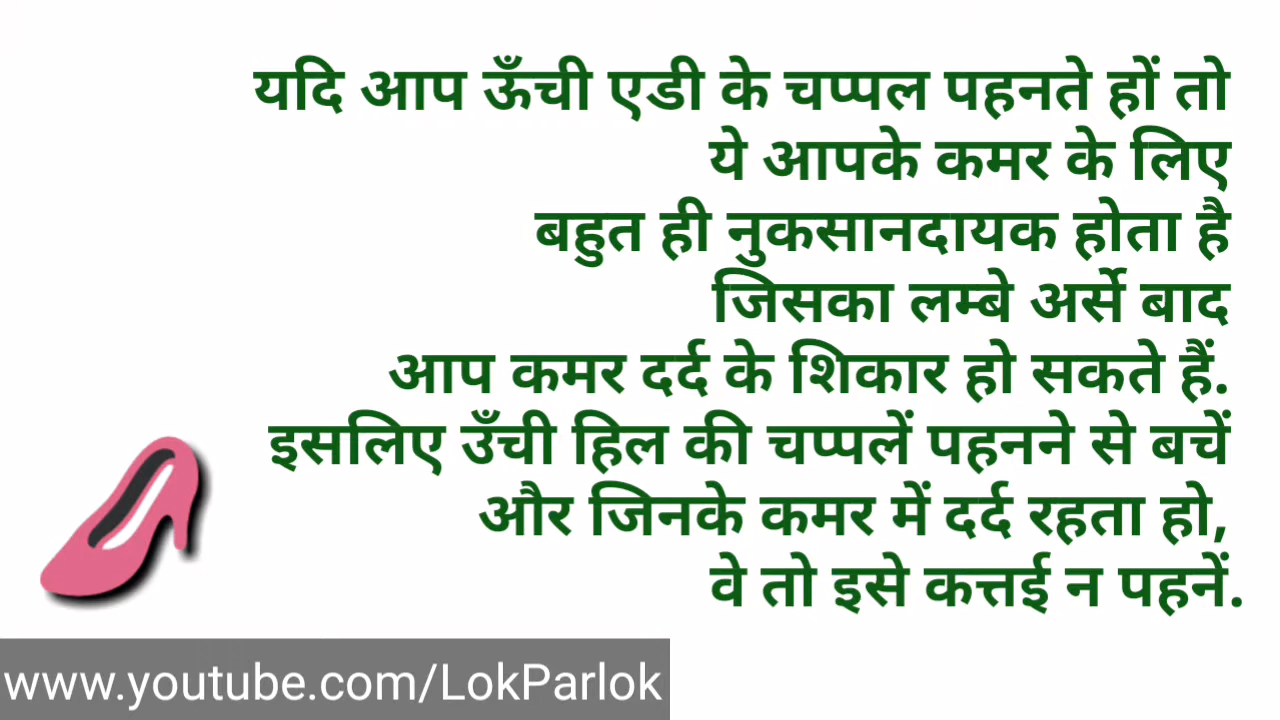 यदि आप ऊँची एडी के चप्पल पहनते हों तो
ये आपके कमर के लिए
बहुत ही नुकसानदायक होता है
जिसका लम्बे अर्से बाद
आप कमर दर्द के शिकार हो सकते हैं.
इसलिए उँची हिल की चप्पलें पहनने से बचें
और जिनके कमर में दर्द रहता हो,
वे तो इसे कत्तई न पहनें.
www.youtube.com/LokParlok